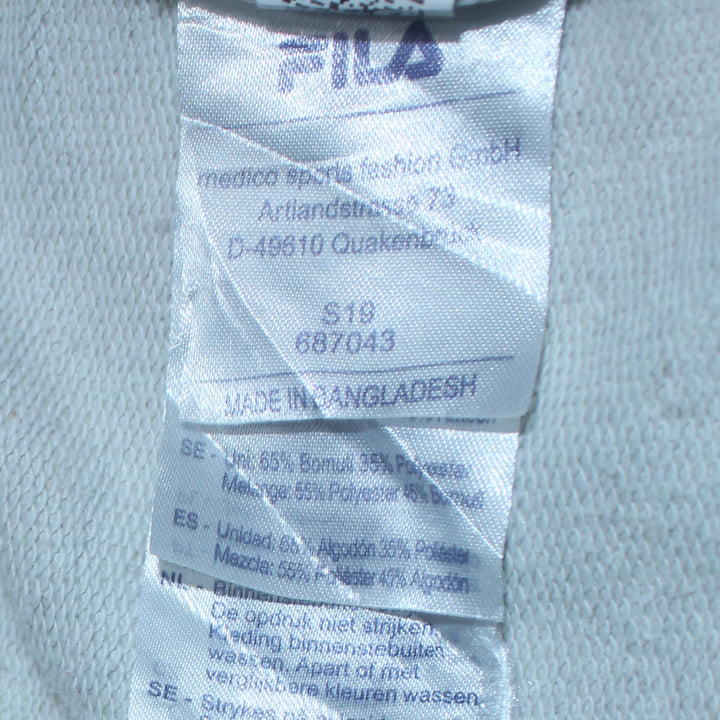 FILA
medico sports fashion GmbH
Artlandstrasse 73
D-49610 Quakenbrück
S19
687043
MADE IN BANGLADESH
SE - Uni: 65% Bomull 35% Polyester
Melange: 55% Polyester 45% Bomull
ES - Unidad: 65% Algodón 35% Poliéster
Mezcla: 55% Poliéster 45% Algodón
NL -
De opdruk niet strijken.
Kleding binnenstebuiten
wassen. Apart of met
vergelijkbare kleuren wassen
SE - Strykes på